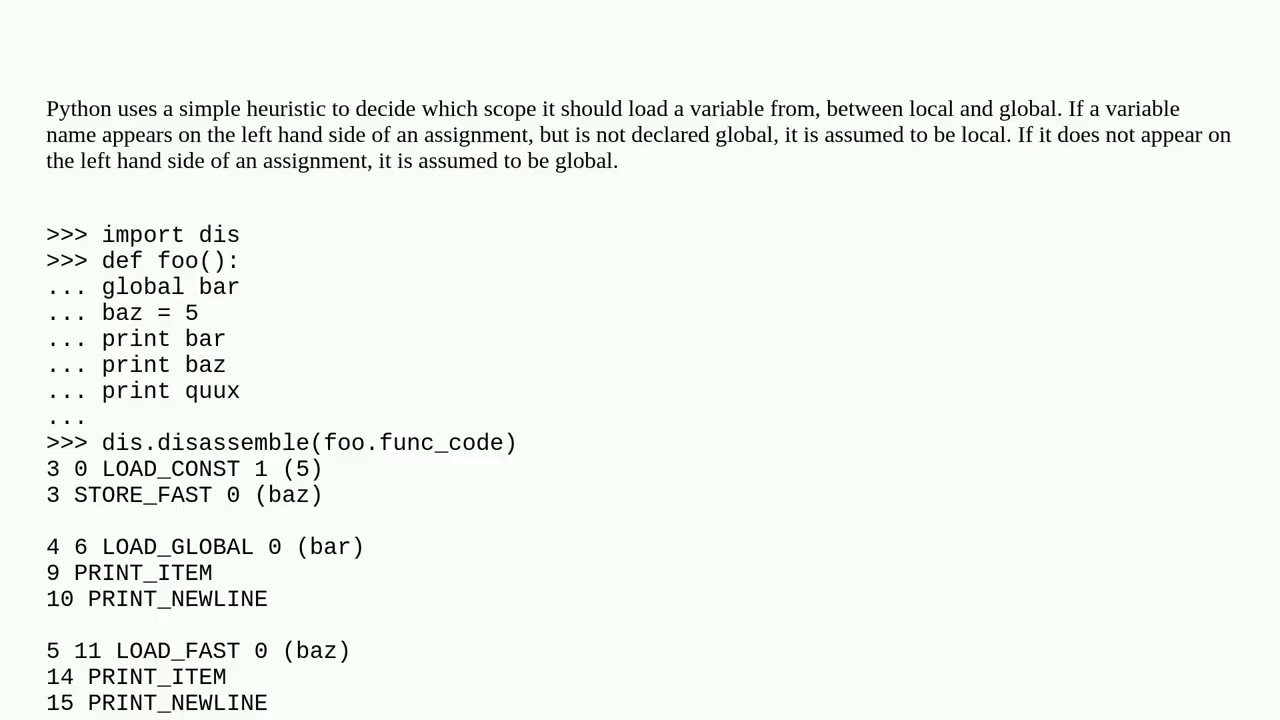 Python uses a simple heuristic to decide which scope it should load a variable from, between local and global. If a variable
name appears on the left hand side of an assignment, but is not declared global, it is assumed to be local. If it does not appear on
the left hand side of an assignment, it is assumed to be global.
>>> import dis
>>> def foo():
... global bar
... baz = 5
... print bar
... print baz
... print quux
...
>>> dis.disassemble(foo.func_code)
3 0 LOAD_CONST 1 (5)
3 STORE_FAST 0 (baz)
4 6 LOAD_GLOBAL 0 (bar)
9 PRINT_ITEM
10 PRINT_NEWLINE
5 11 LOAD_FAST 0 (baz)
14 PRINT_ITEM
15 PRINT_NEWLINE